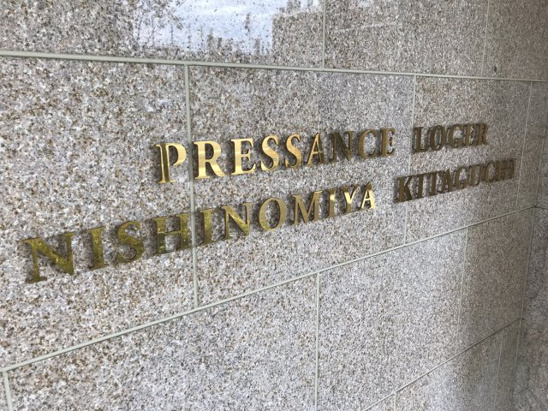 PRESSANCE LOGER
NISHINOMIYA KITAGUCHI